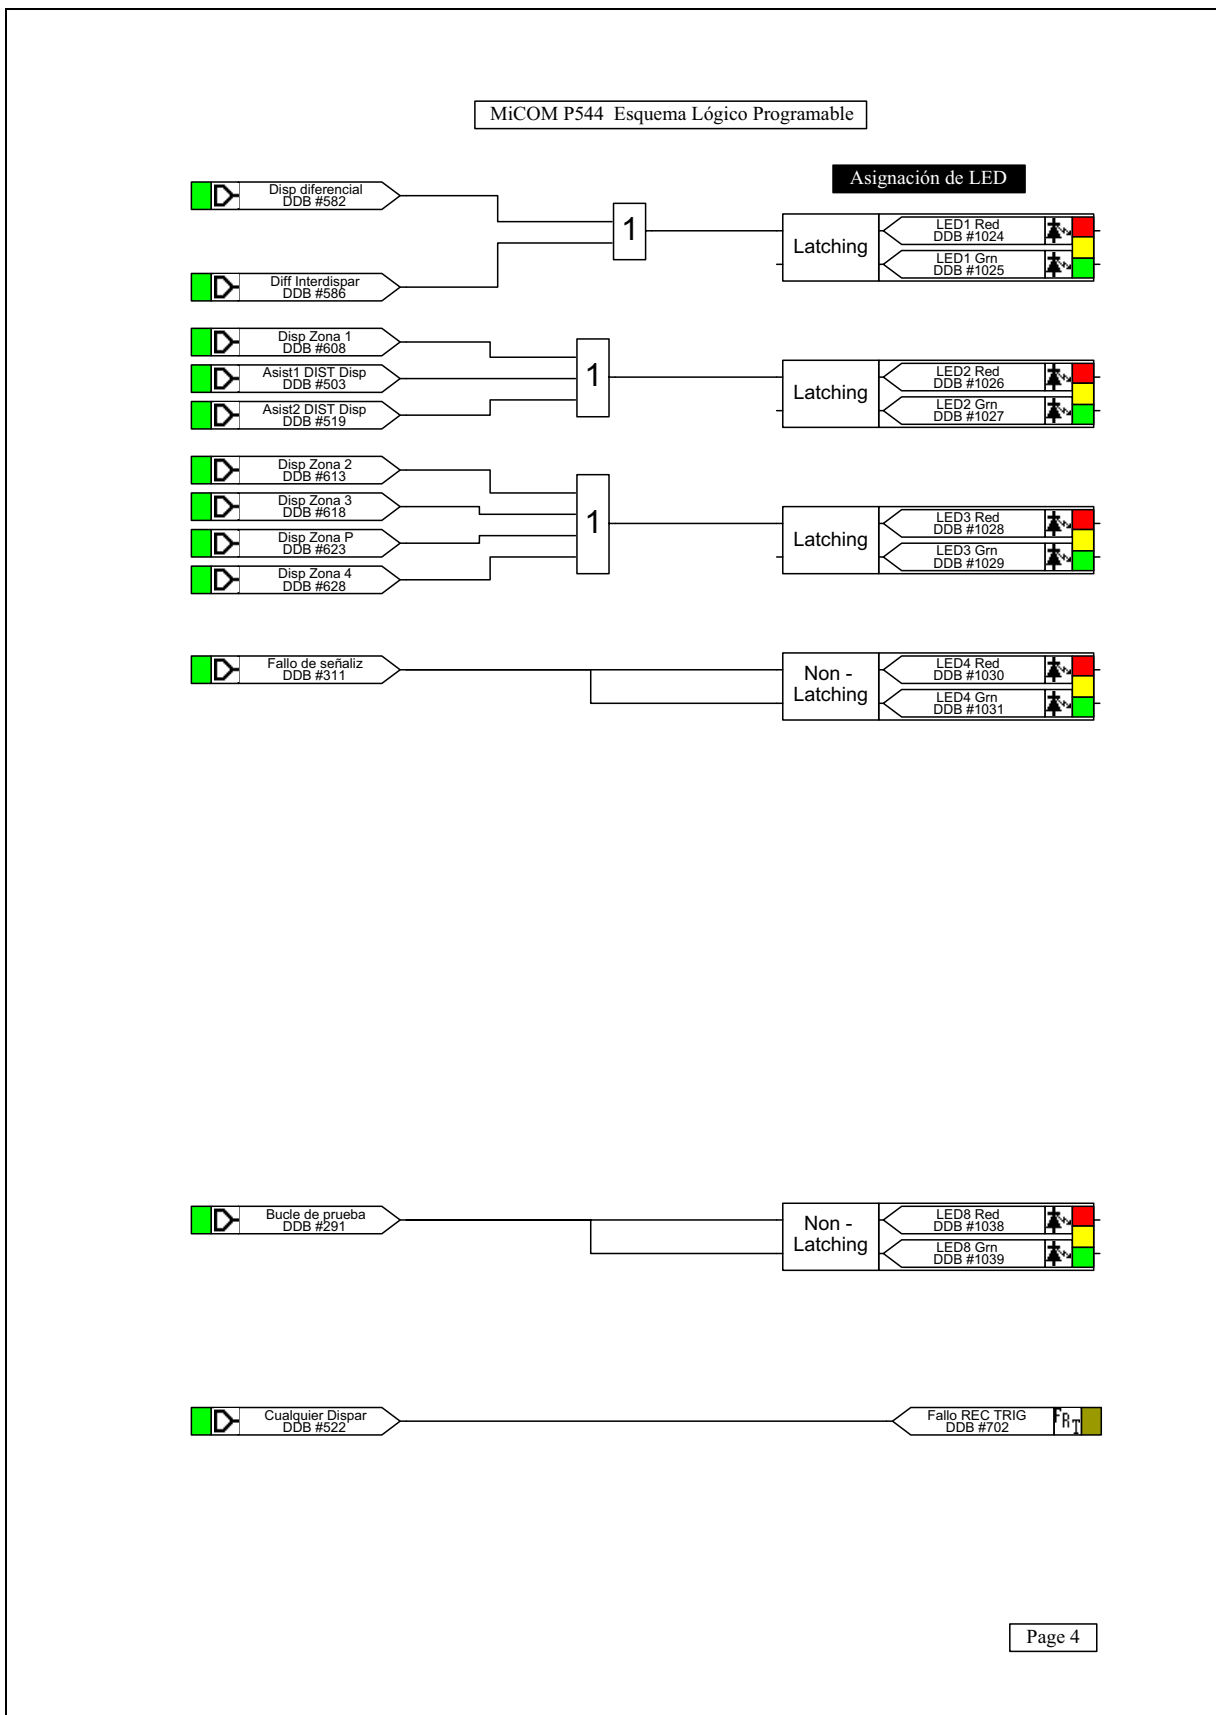 MiCOM P544 Esquema Lógico Programable
Asignación de LED
Disp diferencial
DDB #582
Diff Interdispar
DDB #586
1
Latching
LED1 Red
DDB #1024
LED1 Grn
DDB #1025
Disp Zona 1
DDB #608
Asist1 DIST Disp
DDB #503
Asist2 DIST Disp
DDB #519
1
Latching
LED2 Red
DDB #1026
LED2 Grn
DDB #1027
Disp Zona 2
DDB #613
Disp Zona 3
DDB #618
Disp Zona P
DDB #623
Disp Zona 4
DDB #628
1
Latching
LED3 Red
DDB #1028
LED3 Grn
DDB #1029
Fallo de señaliz
DDB #311
Non -
Latching
LED4 Red
DDB #1030
LED4 Grn
DDB #1031
Bucle de prueba
DDB #291
Non -
Latching
LED8 Red
DDB #1038
LED8 Grn
DDB #1039
Cualquier Dispar
DDB #522
Fallo REC TRIG
DDB #702
FRT
Page 4